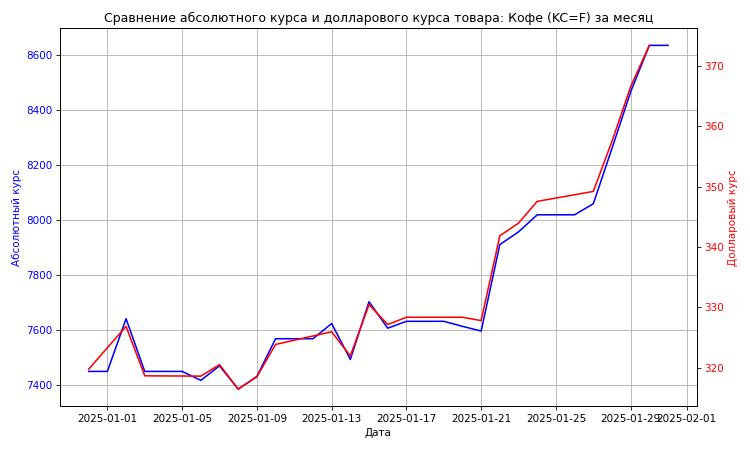 Сравнение абсолютного курса и долларового курса товара: Кофе (KC=F) за месяц
Абсолютный курс
8600
8400
8200
8000
7800
7600
7400
370
360
350
340
330
320
Долларовый курс
2025-01-01 2025-01-05 2025-01-09 2025-01-13 2025-01-17 2025-01-21 2025-01-25 2025-01-29 2025-02-01
Дата